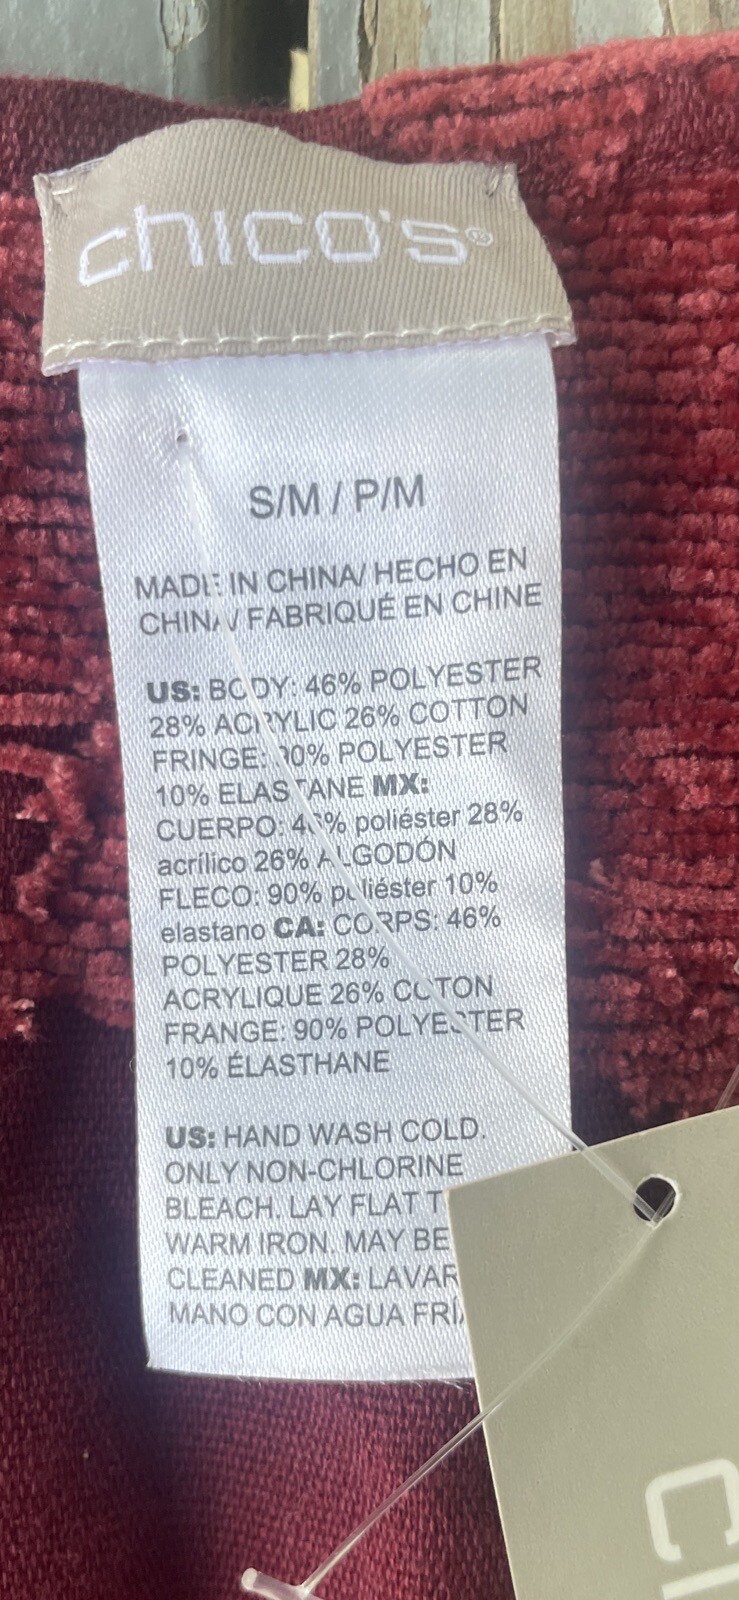 chico's®
S/M / P/M
MADE IN CHINA/ HECHO EN
CHINA/ FABRIQUÉ EN CHINE
US: BODY: 46% POLYESTER
28% ACRYLIC 26% COTTON
FRINGE: 90% POLYESTER
10% ELASTANE MX:
CUERPO: 46% poliéster 28%
acrílico 26% ALGODÓN
FLECO: 90% poliéster 10%
elastano CA: CORPS: 46%
POLYESTER 28%
ACRYLIQUE 26% COTON
FRANGE: 90% POLYESTER
10% ÉLASTHANE
US: HAND WASH COLD.
ONLY NON-CHLORINE
BLEACH. LAY FLAT T
WARM IRON. MAY BE
CLEANED MX: LAVAR
MANO CON AGUA FRÍ